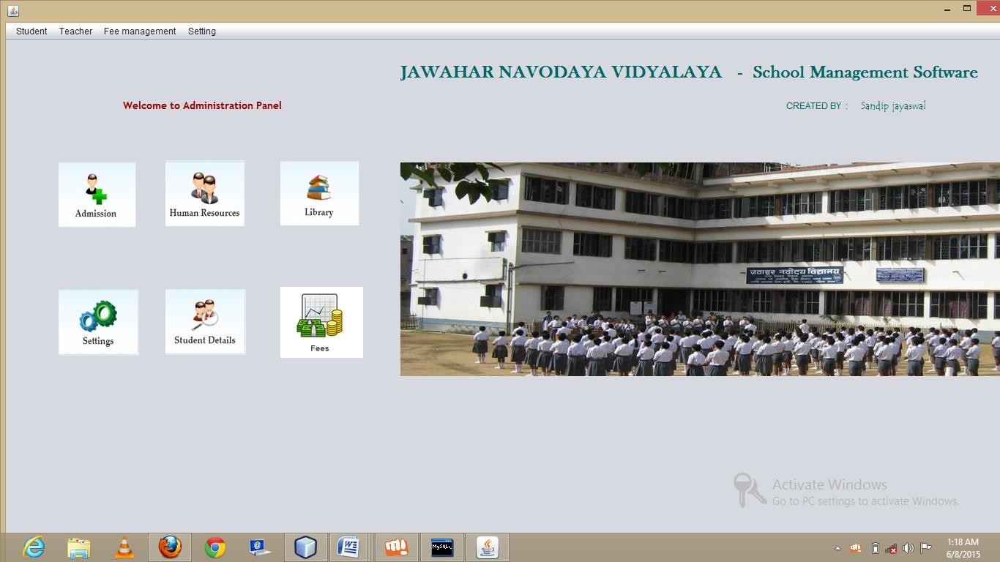 Student Teacher Fee management Setting
JAWAHAR NAVODAYA VIDYALAYA - School Management Software
Welcome to Administration Panel
CREATED BY : Sandip jayaswal
Admission
Human Resources
Library
जवाहर नवोदय विद्यालय
Settings
Student Details
Fees
Activate Windows
Go to PC settings to activate Windows.
MySQL
1:18 AM
6/8/2015